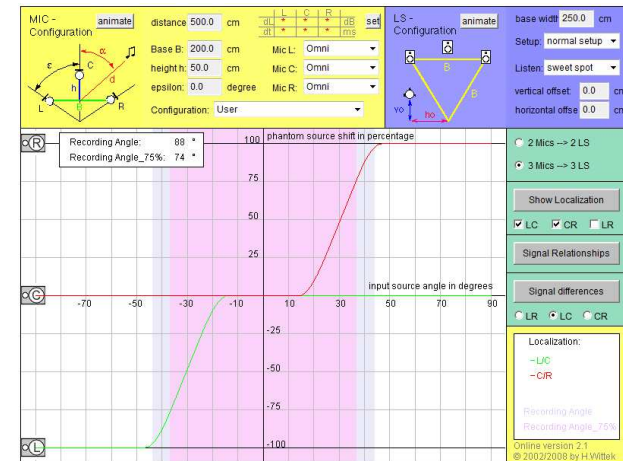 MIC -
Configuration
animate
distance 500.0 cm
L C R
dL * * * dB
dt * * * ms
set
Base B: 200.0 cm
Mic L: Omni
height h: 50.0 cm
Mic C: Omni
epsilon: 0.0 degree
Mic R: Omni
Configuration: User
ε α C d h L θ R
LS -
Configuration
animate
B
B
vo
ho
base width 250.0 cm
Setup: normal setup
Listen: sweet spot
vertical offset: 0.0 cm
horizontal offse 0.0 cm
R
Recording Angle: 88 °
Recording Angle_75%: 74 °
100 phantom source shift in percentage
75
50
25
input source angle in degrees
C
-70 -50 -30 -10 10 30 50 70 90
-25
-50
-75
-100
L
2 Mics --> 2 LS
3 Mics --> 3 LS
Show Localization
LC CR LR
Signal Relationships
Signal differences
LR LC CR
Localization:
- L/C
- C/R
Recording Angle
Recording Angle_75%
Online version 2.1
© 2002/2008 by H.Wittek